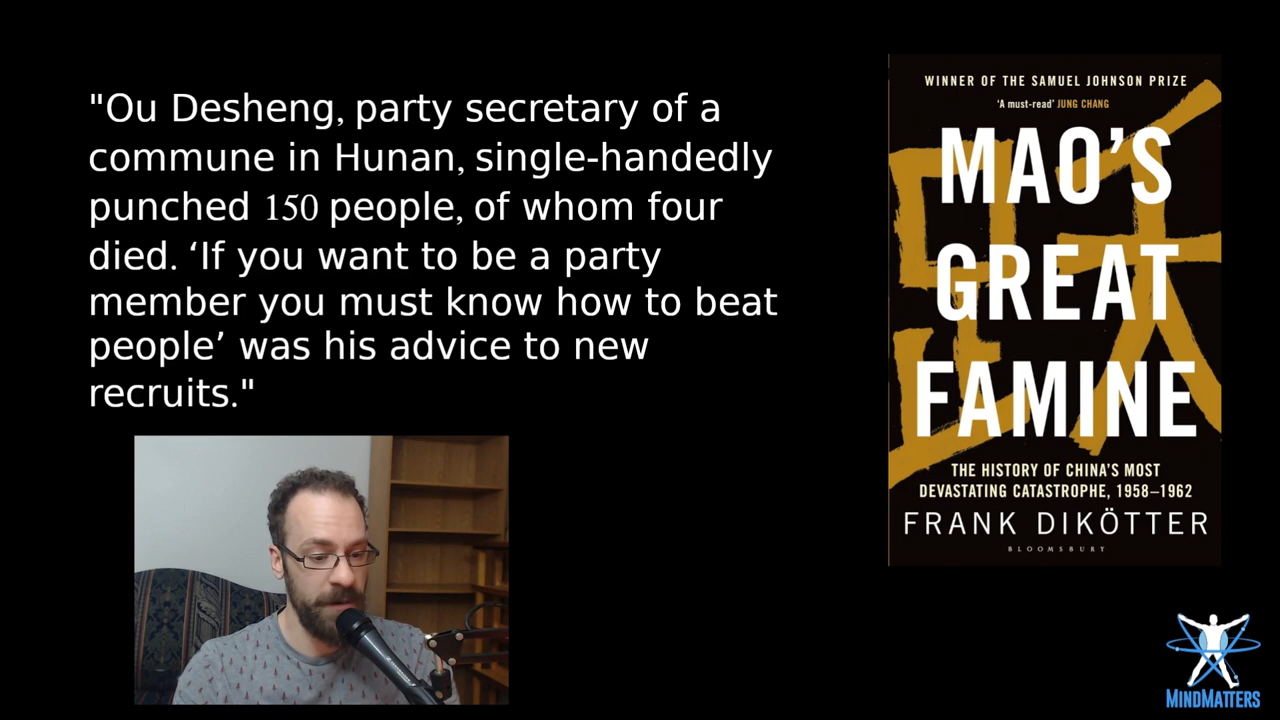 "Ou Desheng, party secretary of a
commune in Hunan, single-handedly
punched 150 people, of whom four
died. ‘If you want to be a party
member you must know how to beat
people’ was his advice to new
recruits."
WINNER OF THE SAMUEL JOHNSON PRIZE
‘A must-read’ JUNG CHANG
MAO’S
GREAT
FAMINE
THE HISTORY OF CHINA’S MOST
DEVASTATING CATASTROPHE, 1958–1962
FRANK DIKÖTTER
BLOOMSBURY
MINDMATTERS